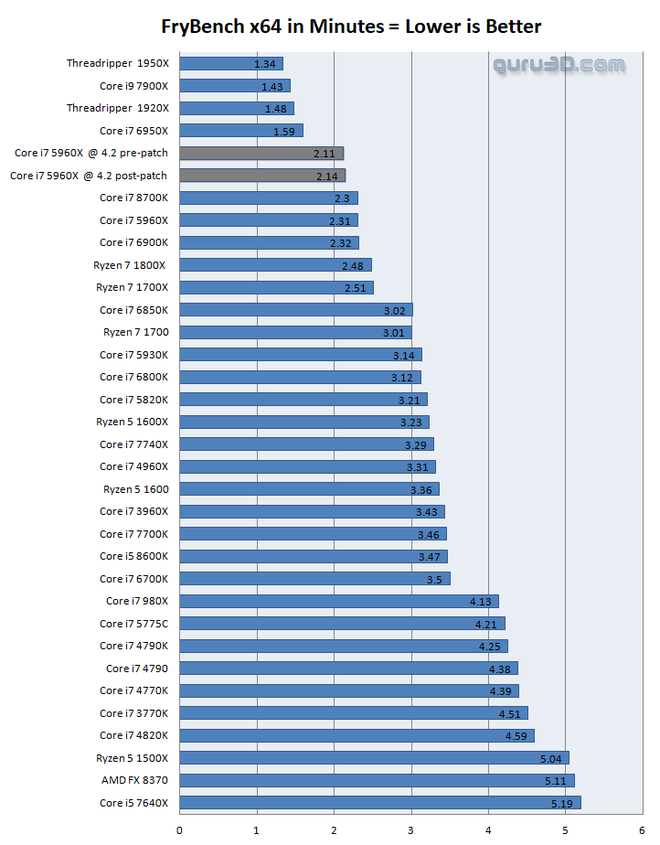 FryBench x64 in Minutes = Lower is Better
guru3D.com
Threadripper 1950X 1.34
Core i9 7900X 1.43
Threadripper 1920X 1.48
Core i7 6950X 1.59
Core i7 5960X @ 4.2 pre-patch 2.11
Core i7 5960X @ 4.2 post-patch 2.14
Core i7 8700K 2.3
Core i7 5960X 2.31
Core i7 6900K 2.32
Ryzen 7 1800X 2.48
Ryzen 7 1700X 2.51
Core i7 6850K 3.02
Ryzen 7 1700 3.01
Core i7 5930K 3.14
Core i7 6800K 3.12
Core i7 5820K 3.21
Ryzen 5 1600X 3.23
Core i7 7740X 3.29
Core i7 4960X 3.31
Ryzen 5 1600 3.36
Core i7 3960X 3.43
Core i7 7700K 3.46
Core i5 8600K 3.47
Core i7 6700K 3.5
Core i7 980X 4.13
Core i7 5775C 4.21
Core i7 4790K 4.25
Core i7 4790 4.38
Core i7 4770K 4.39
Core i7 3770K 4.51
Core i7 4820K 4.59
Ryzen 5 1500X 5.04
AMD FX 8370 5.11
Core i5 7640X 5.19
0 1 2 3 4 5 6